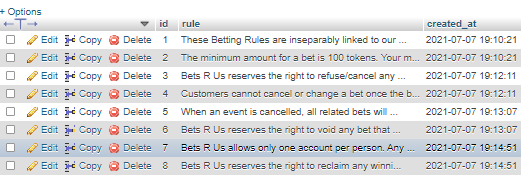 + Options
id rule created_at
Edit Copy Delete 1 These Betting Rules are inseparably linked to our ... 2021-07-07 19:10:21
Edit Copy Delete 2 The minimum amount for a bet is 100 tokens. Your m... 2021-07-07 19:10:21
Edit Copy Delete 3 Bets R Us reserves the right to refuse/cancel any ... 2021-07-07 19:12:11
Edit Copy Delete 4 Customers cannot cancel or change a bet once the b... 2021-07-07 19:12:11
Edit Copy Delete 5 When an event is cancelled, all related bets will ... 2021-07-07 19:13:07
Edit Copy Delete 6 Bets R Us reserves the right to void any bet that ... 2021-07-07 19:13:07
Edit Copy Delete 7 Bets R Us allows only one account per person. Any ... 2021-07-07 19:14:51
Edit Copy Delete 8 Bets R Us reserves the right to reclaim any winni... 2021-07-07 19:14:51